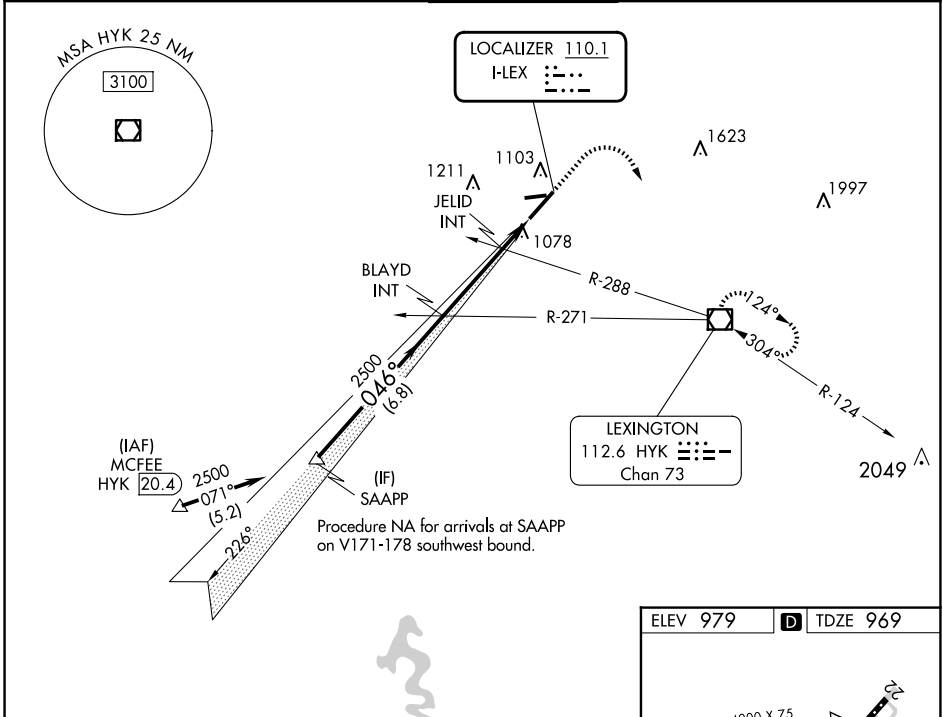 MSA HYK 25 NM
3100
LOCALIZER 110.1
I-LEX
1623
1103
1211
1997
JELID
INT
1078
BLAYD
INT
R-288
R-271
124°
304°
R-124
2500
046°
(6.8)
LEXINGTON
112.6 HYK
Chan 73
2049
(IAF)
MCFEE
HYK 20.4
2500
071°
(5.2)
(IF)
SAAPP
Procedure NA for arrivals at SAAPP
on V171-178 southwest bound.
226°
ELEV 979 D TDZE 969
22
4000 X 75